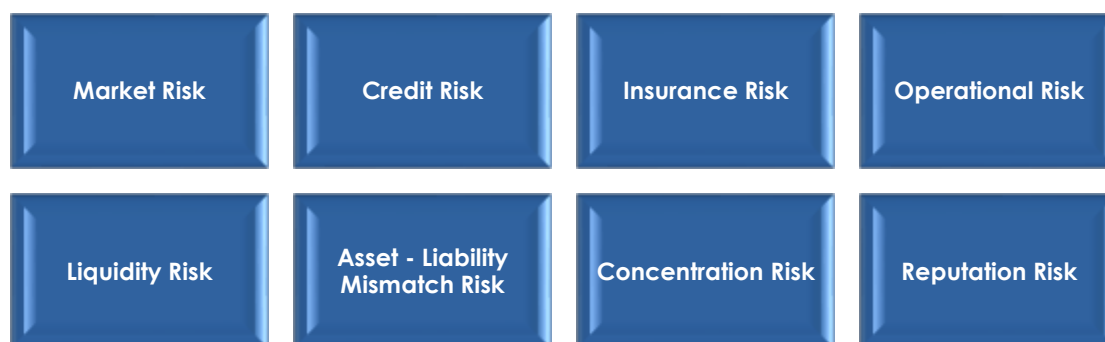 Market Risk
Credit Risk
Insurance Risk
Operational Risk
Liquidity Risk
Asset - Liability
Mismatch Risk
Concentration Risk
Reputation Risk